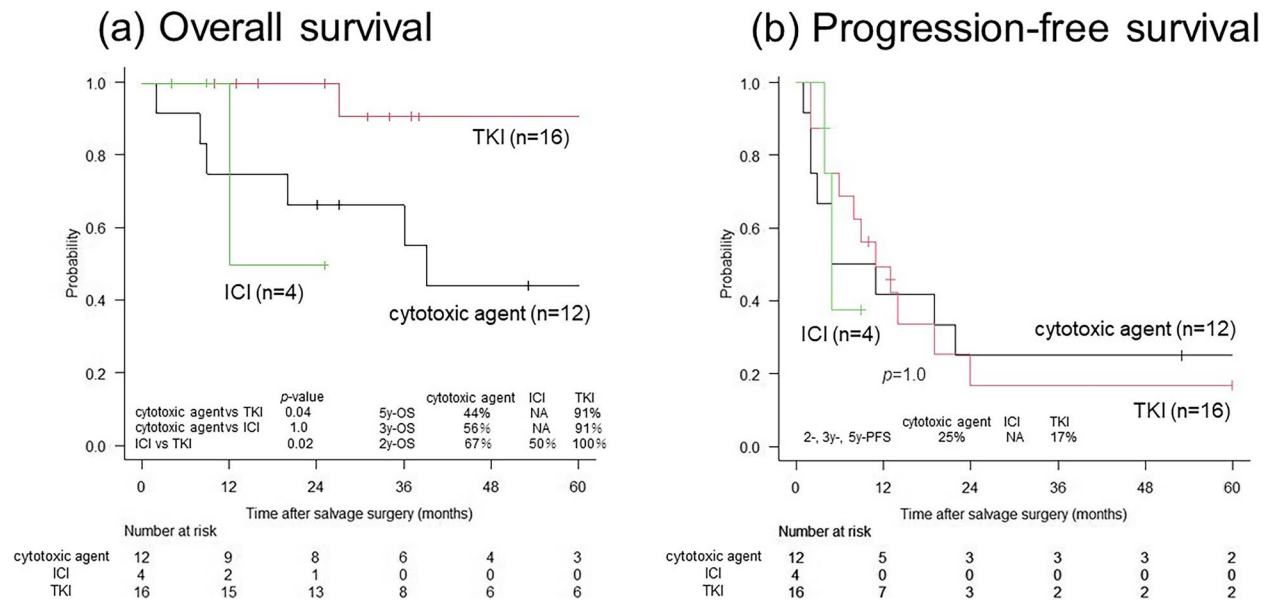 (a) Overall survival
1.0
0.8
0.6
0.4
0.2
0.0
Probability
TKI (n=16)
ICI (n=4)
cytotoxic agent (n=12)
p-value
cytotoxic agent vs TKI 0.04
cytotoxic agent vs ICI 1.0
ICI vs TKI 0.02
cytotoxic agent ICI TKI
5y-OS 44% NA 91%
3y-OS 56% NA 91%
2y-OS 67% 50% 100%
0 12 24 36 48 60
Time after salvage surgery (months)
Number at risk
cytotoxic agent 12 9 8 6 4 3
ICI 4 2 1 0 0 0
TKI 16 15 13 8 6 6
(b) Progression-free survival
1.0
0.8
0.6
0.4
0.2
0.0
Probability
ICI (n=4)
cytotoxic agent (n=12)
p=1.0
TKI (n=16)
cytotoxic agent ICI TKI
2-, 3y-, 5y-PFS 25% NA 17%
0 12 24 36 48 60
Time after salvage surgery (months)
Number at risk
cytotoxic agent 12 5 3 3 3 2
ICI 4 0 0 0 0 0
TKI 16 7 3 2 2 2